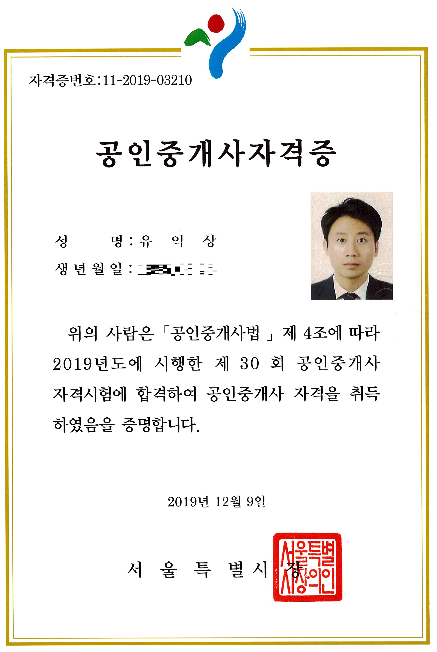 자격증번호:11-2019-03210
공인중개사자격증
성 명 : 유 익 상
생년월일 :
위의 사람은 「공인중개사법」 제 4조에 따라
2019년도에 시행한 제 30 회 공인중개사
자격시험에 합격하여 공인중개사 자격을 취득
하였음을 증명합니다.
2019년 12월 9일
서 울 특 별 시 장
서울특별
시장의인